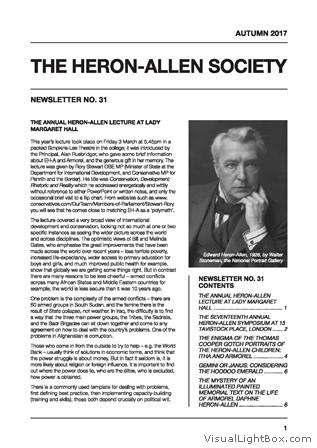 AUTUMN 2017
THE HERON-ALLEN SOCIETY
NEWSLETTER NO. 31
THE ANNUAL HERON-ALLEN LECTURE AT LADY
MARGARET HALL
This year's lecture took place on Friday 3 March at 5.45pm in a
packed Simpkins-Lee Theatre in the college; it was introduced by
the Principal, Alan Rusbridger, who gave some brief information
about EH-A and Armorel, and the generous gift in her memory. The
lecture was given by Rory Stewart OBE MP (Minister of State at the
Department for International Development, and Conservative MP for
Penrith and the Border). His title was Conservation, Development:
Rhetoric and Reality which he addressed energetically and wittily
without reference to either PowerPoint or written notes, and only the
occasional brief visit to a flip chart. From websites such as www.
conservatives.com/OurTeam/Members-of-Parliament/Stewart-Rory
you will see that he comes close to matching EH-A as a 'polymath'.
The lecture covered a very broad view of international
development and conservation, looking not so much at one or two
specific instances as seeing the wider picture across the world
and across disciplines. The optimistic views of Bill and Melinda
Gates, who emphasise the great improvements that have been
made across the world over recent years – less terrible poverty,
increased life-expectancy, wider access to primary education for
boys and girls, and much improved public health for example,
show that globally we are getting some things right. But in contrast
there are many reasons to be less cheerful – armed conflicts
across many African States and Middle Eastern countries for
example; the world is less secure than it was 10 years ago.
One problem is the complexity of the armed conflicts – there are
60 armed groups in South Sudan, and the famine there is the
result of State collapse, not weather. In Iraq, the difficulty is to find
a way that the three main power groups, the Tribes, the Sadrists,
and the Badr Brigades can sit down together and come to any
agreement on how to deal with the country's problems. One of the
problems in Afghanistan is corruption.
Those who come in from the outside to try to help – e.g. the World
Bank – usually think of solutions in economic terms, and think that
the power struggle is about money. But in fact it seldom is. It is
more likely about religion or foreign influence. It is important to find
out where the power does lie, who are the élites, who is excluded,
how power is obtained.
There is a commonly used template for dealing with problems,
first defining best practice, then implementing capacity-building
(training and skills); these both depend crucially on political will,
Edward Heron-Allen, 1928, by Walter
Stoneman, the National Portrait Gallery
NEWSLETTER NO. 31
CONTENTS
THE ANNUAL HERON-ALLEN
LECTURE AT LADY MARGARET
HALL ... 1
THE SEVENTEENTH ANNUAL
HERON-ALLEN SYMPOSIUM AT 13
TAVISTOCK PLACE, LONDON ... 2
THE ENIGMA OF THE THOMAS
COOPER GOTCH PORTRAITS OF
THE HERON-ALLEN CHILDREN:
ITHA AND ARMOREL ... 4
GEMINI OR JANUS: CONSIDERING
THE HOODOO EMERALD ... 6
THE MYSTERY OF AN
ILLUMINATED PAINTED
MEMORIAL TEXT ON THE LIFE
OF ARMOREL DAPHNE
HERON-ALLEN ... 6
1
© www.VisualLightBox.com